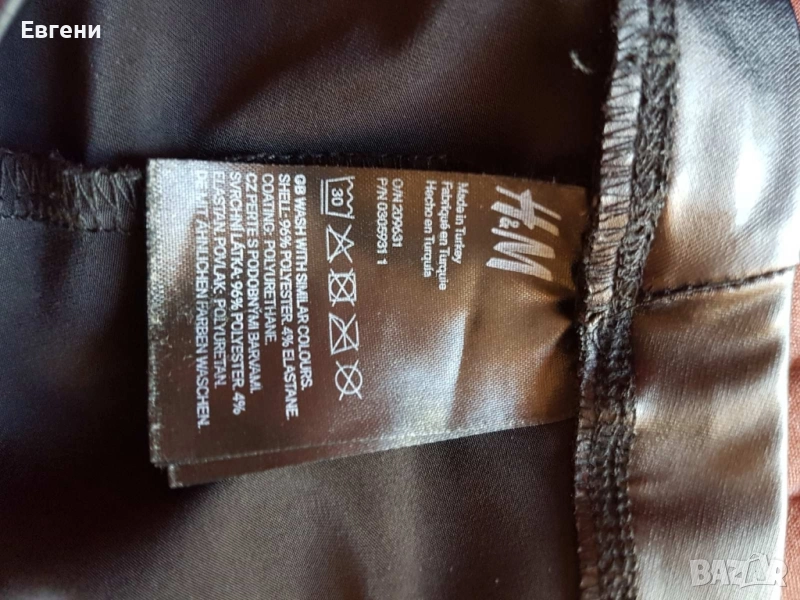 Евгени
H&M
Made in Turkey
Fabriqué en Turquie
Hecho en Turquía
O/N 209631
P/N 0305931 1
30
GB WASH WITH SIMILAR COLOURS.
SHELL: 96% POLYESTER. 4% ELASTANE.
COATING: POLYURETHANE.
CZ PERTE S PODOBNÝMI BARVAMI.
SVRCHNÍ LÁTKA: 96% POLYESTER. 4%
ELASTAN. POVLAK: POLYURETAN.
DE MIT ÄHNLICHEN FARBEN WASCHEN.
BAZAR